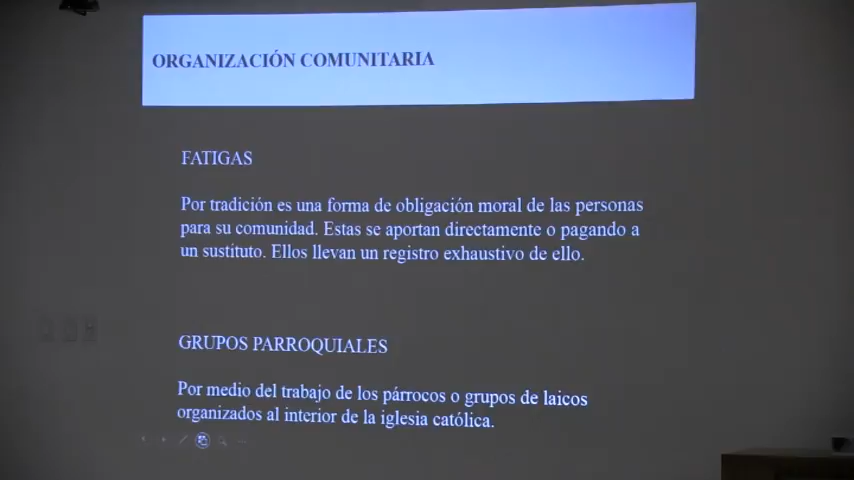 ORGANIZACIÓN COMUNITARIA
FATIGAS
Por tradición es una forma de obligación moral de las personas
para su comunidad. Estas se aportan directamente o pagando a
un sustituto. Ellos llevan un registro exhaustivo de ello.
GRUPOS PARROQUIALES
Por medio del trabajo de los párrocos o grupos de laicos
organizados al interior de la iglesia católica.